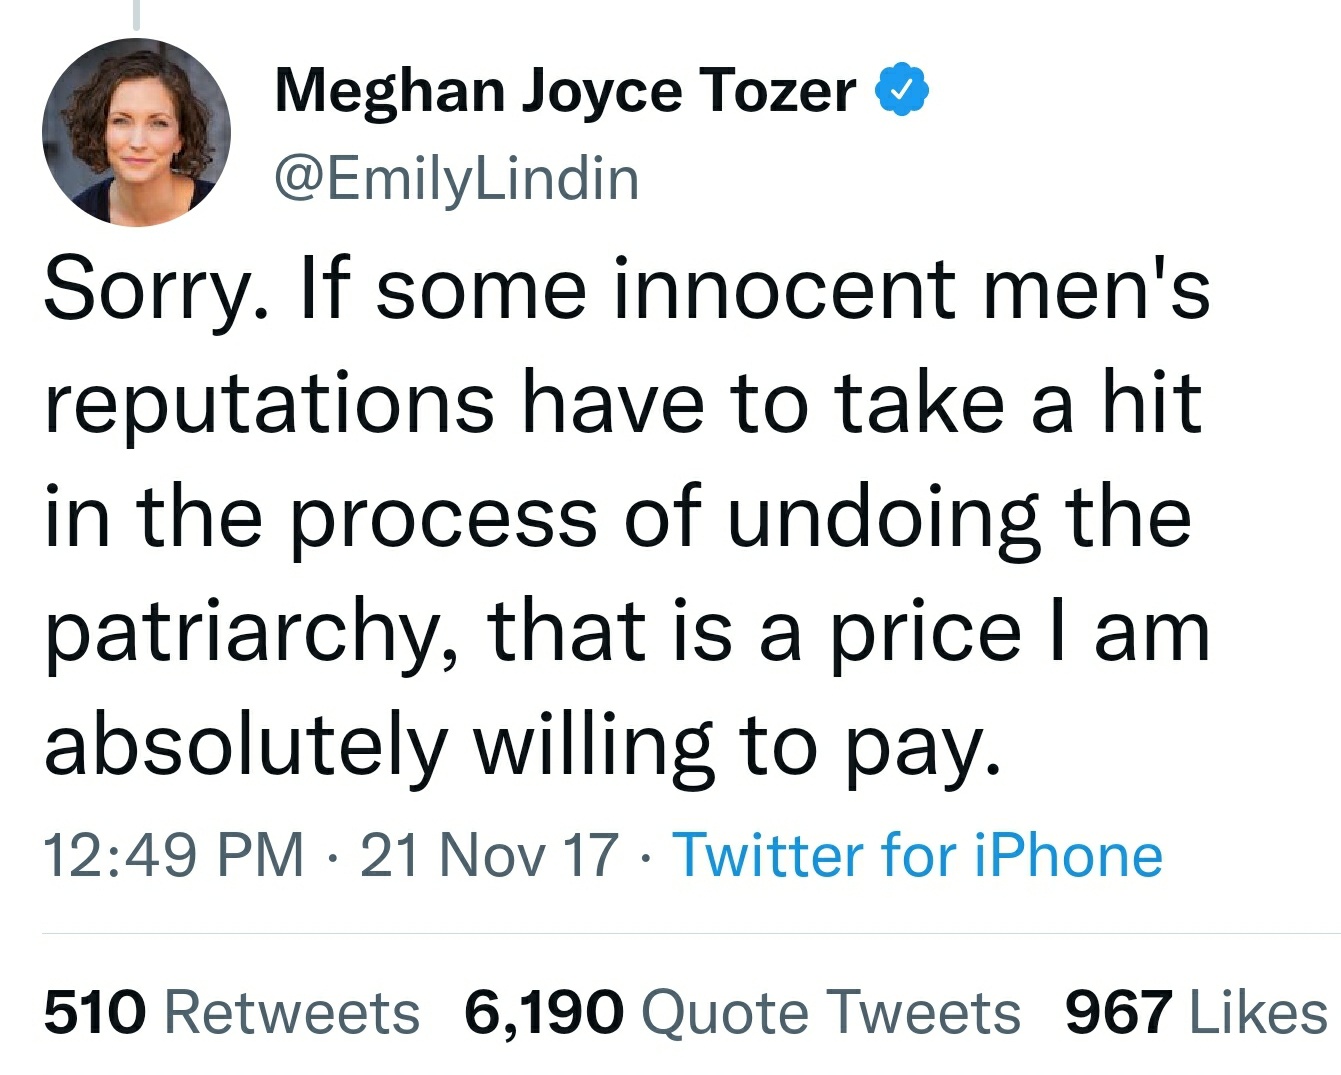 Meghan Joyce Tozer
@EmilyLindin
Sorry. If some innocent men's
reputations have to take a hit
in the process of undoing the
patriarchy, that is a price I am
absolutely willing to pay.
12:49 PM · 21 Nov 17 · Twitter for iPhone
510 Retweets 6,190 Quote Tweets 967 Likes